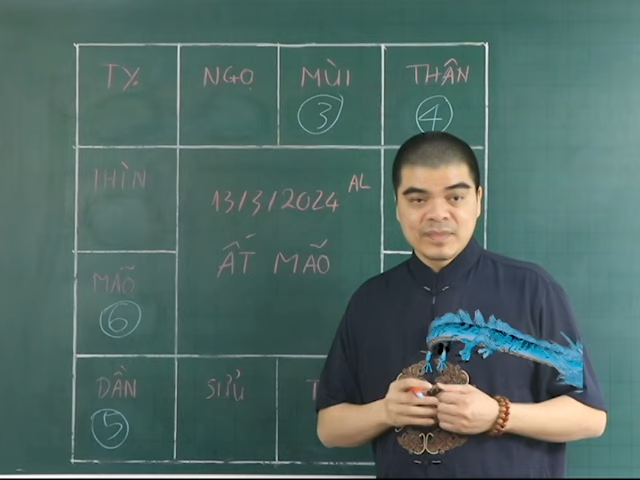 TỴ NGỌ MÙI THÂN
3 4
THÌN
13/3/2024 AL
ẤT MÃO
MÃO
6
DẦN SỬU T
5